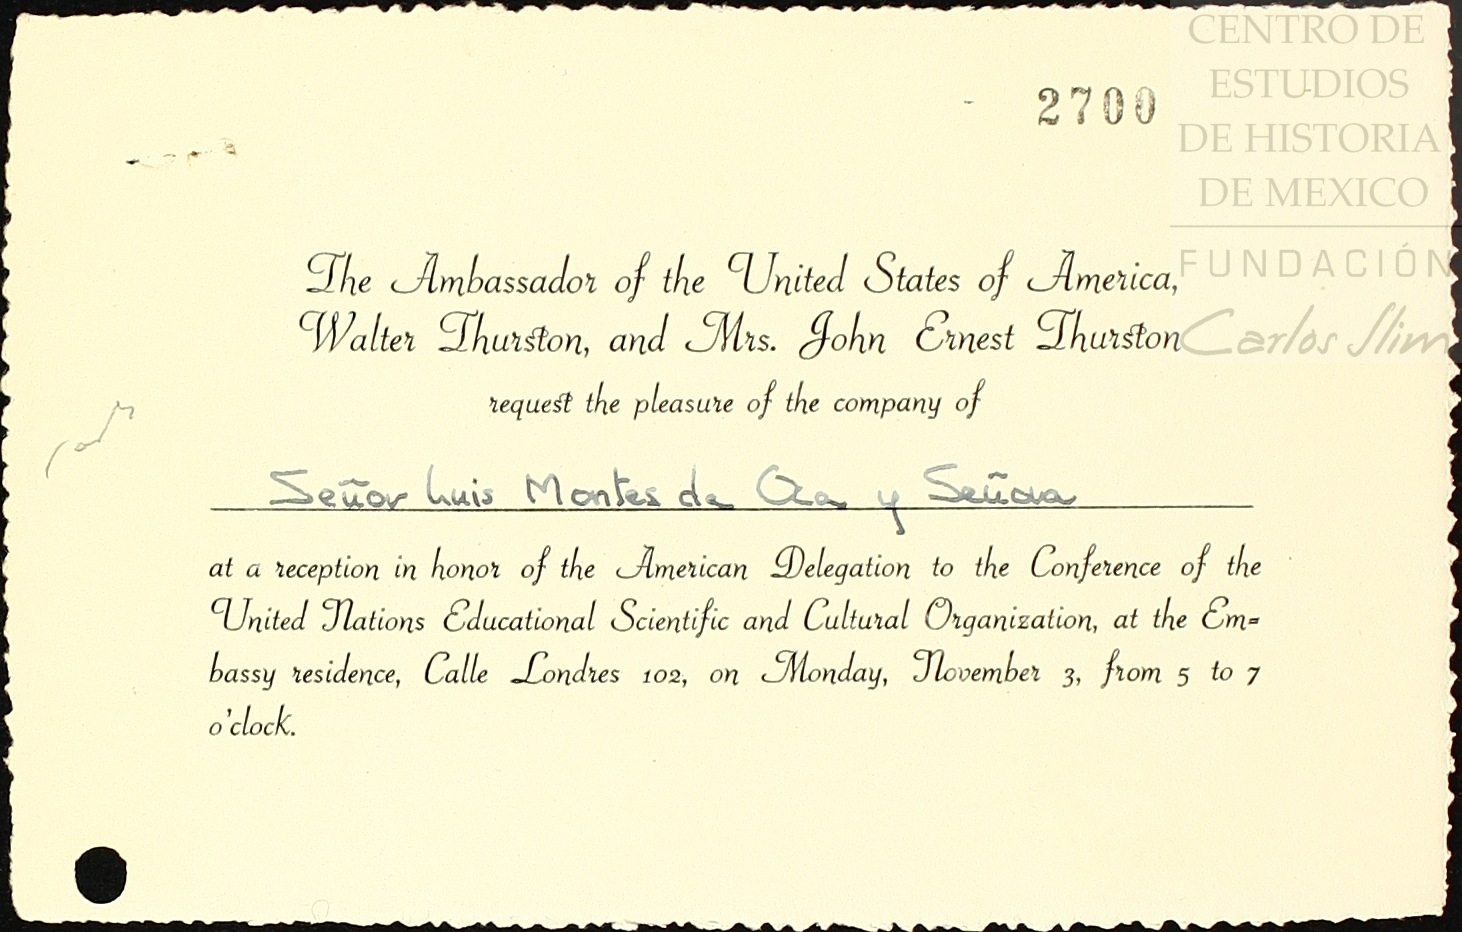 CENTRO DE
ESTUDIOS
DE HISTORIA
DE MEXICO
FUNDACIÓN
Carlos Slim
2700
The Ambassador of the United States of America,
Walter Thurston, and Mrs. John Ernest Thurston
request the pleasure of the company of
Señor Luis Montes de Oca y Señora
at a reception in honor of the American Delegation to the Conference of the
United Nations Educational Scientific and Cultural Organization, at the Em=
bassy residence, Calle Londres 102, on Monday, November 3, from 5 to 7
o'clock.